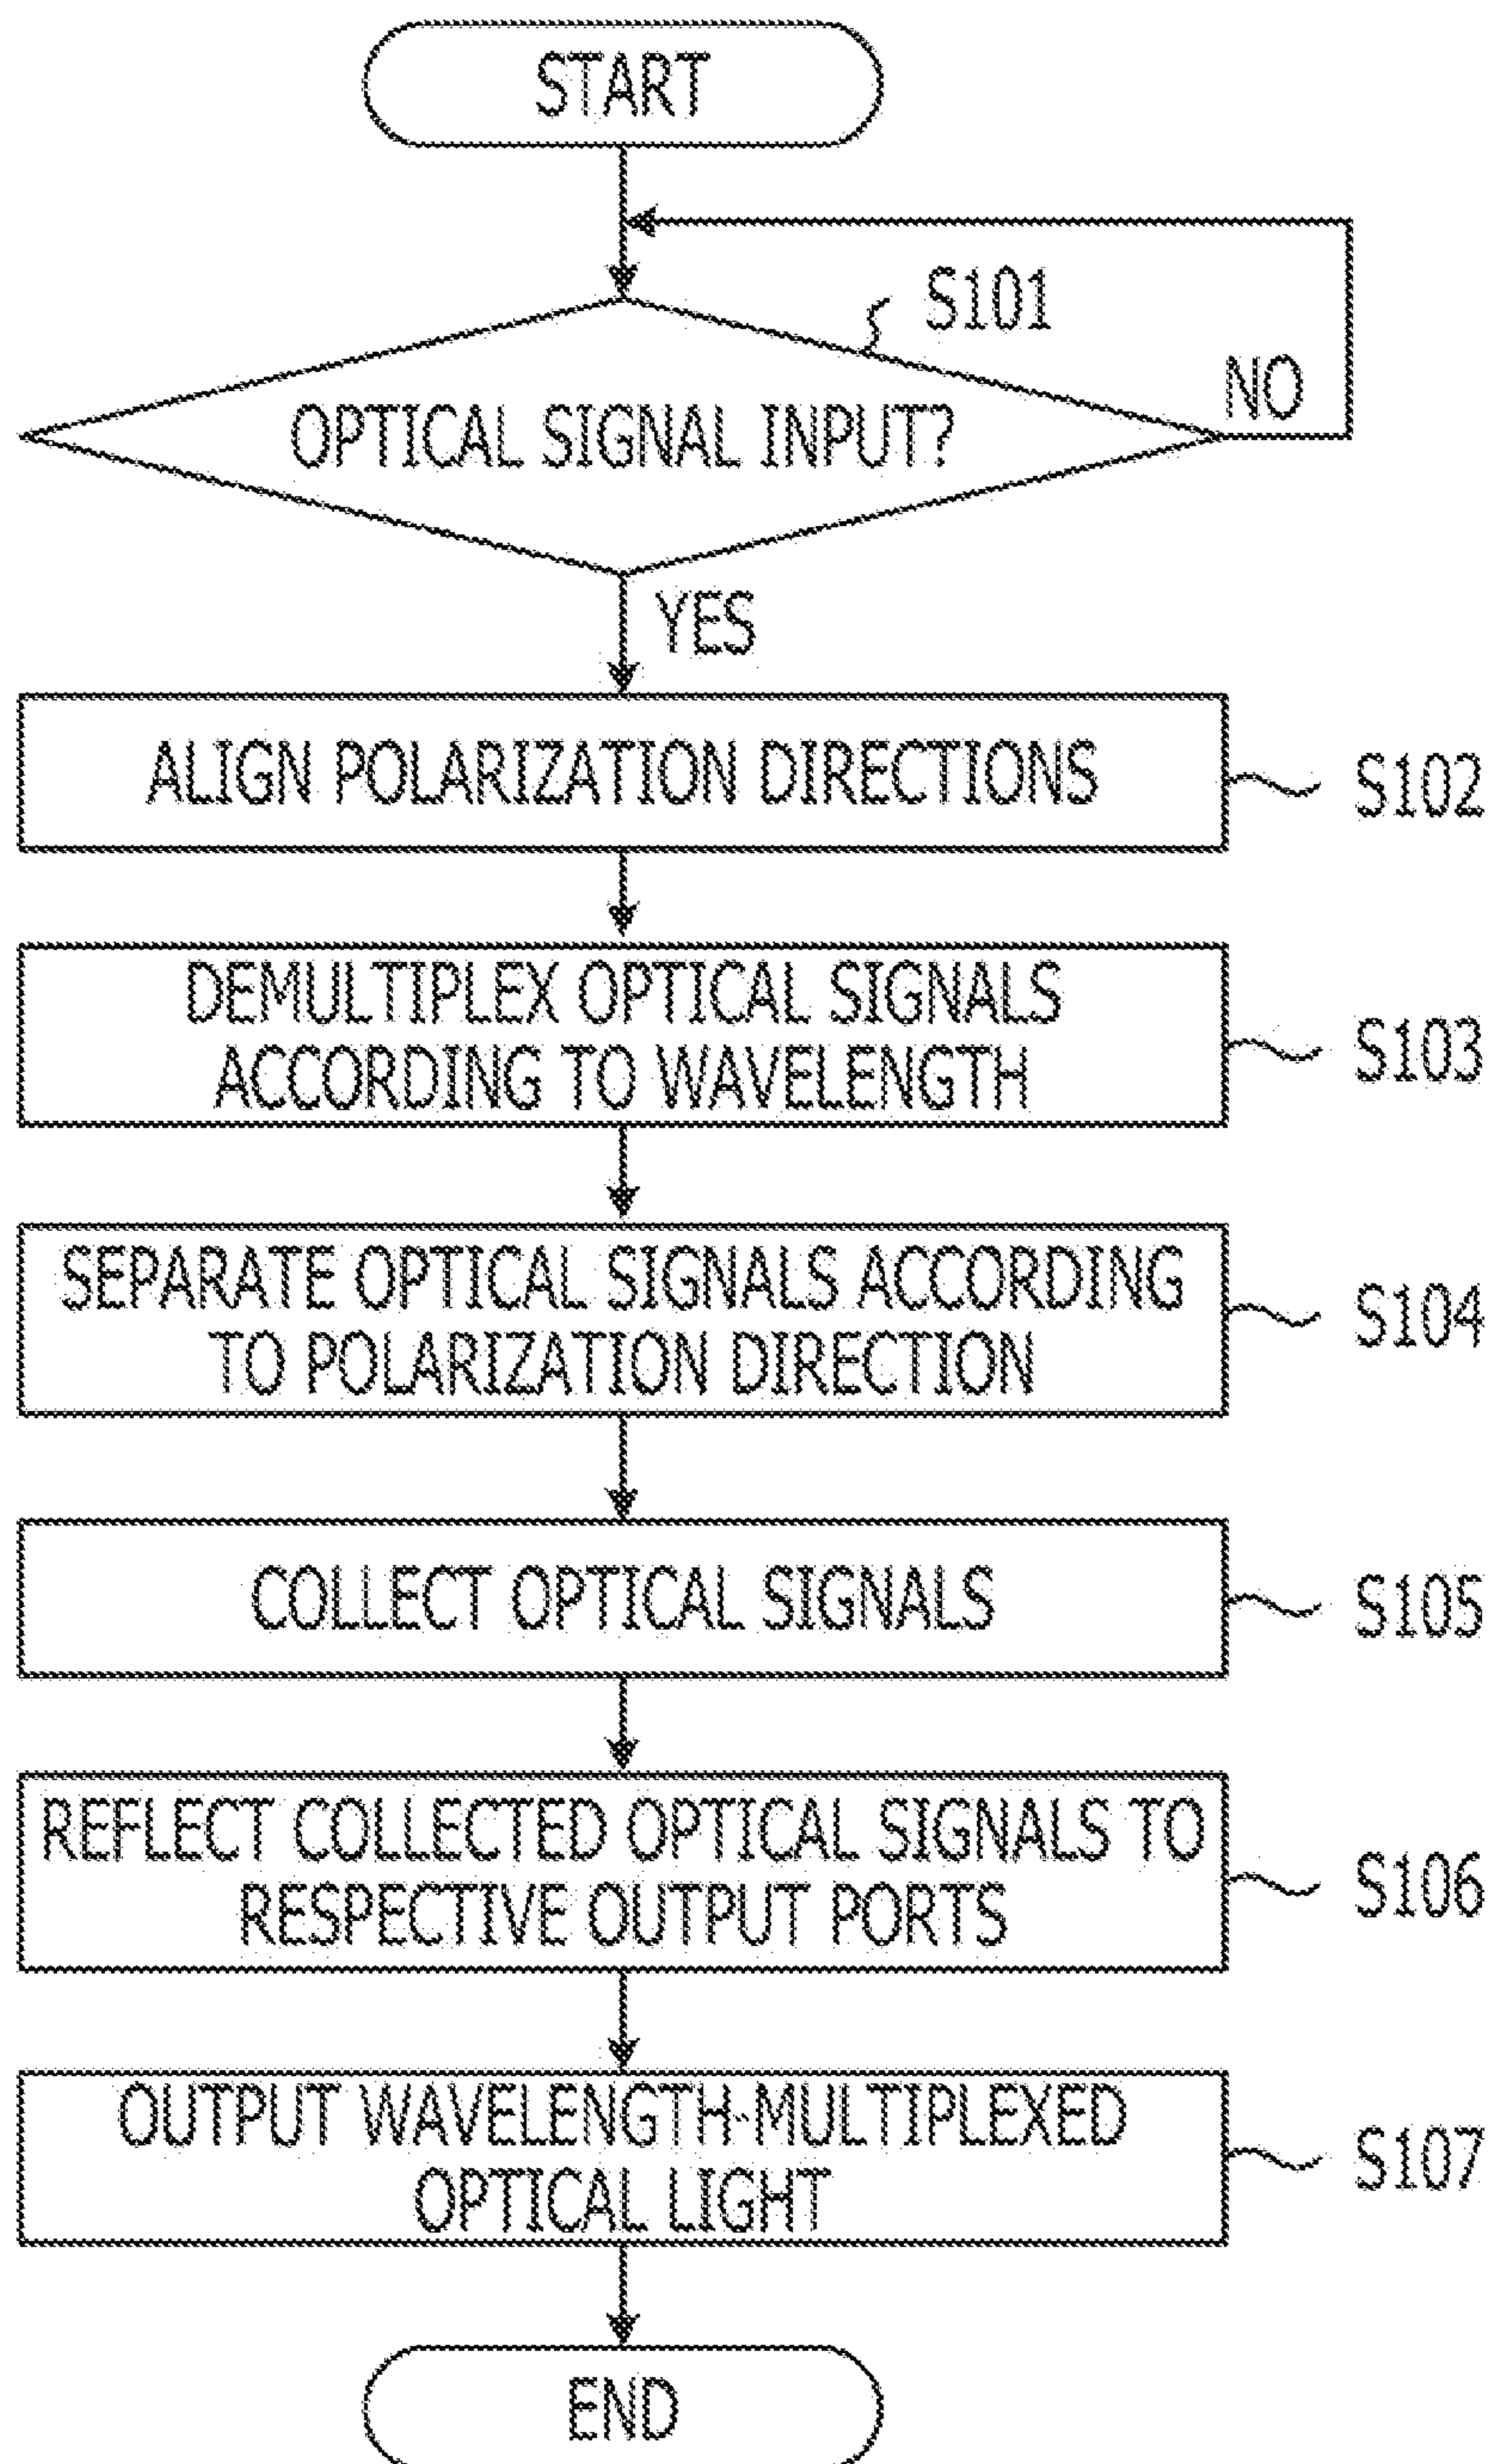 START
S101
NO
OPTICAL SIGNAL INPUT?
YES
ALIGN POLARIZATION DIRECTIONS
S102
DEMULTIPLEX OPTICAL SIGNALS
ACCORDING TO WAVELENGTH
S103
SEPARATE OPTICAL SIGNALS ACCORDING
TO POLARIZATION DIRECTION
S104
COLLECT OPTICAL SIGNALS
S105
REFLECT COLLECTED OPTICAL SIGNALS TO
RESPECTIVE OUTPUT PORTS
S106
OUTPUT WAVELENGTH-MULTIPLEXED
OPTICAL LIGHT
S107
END